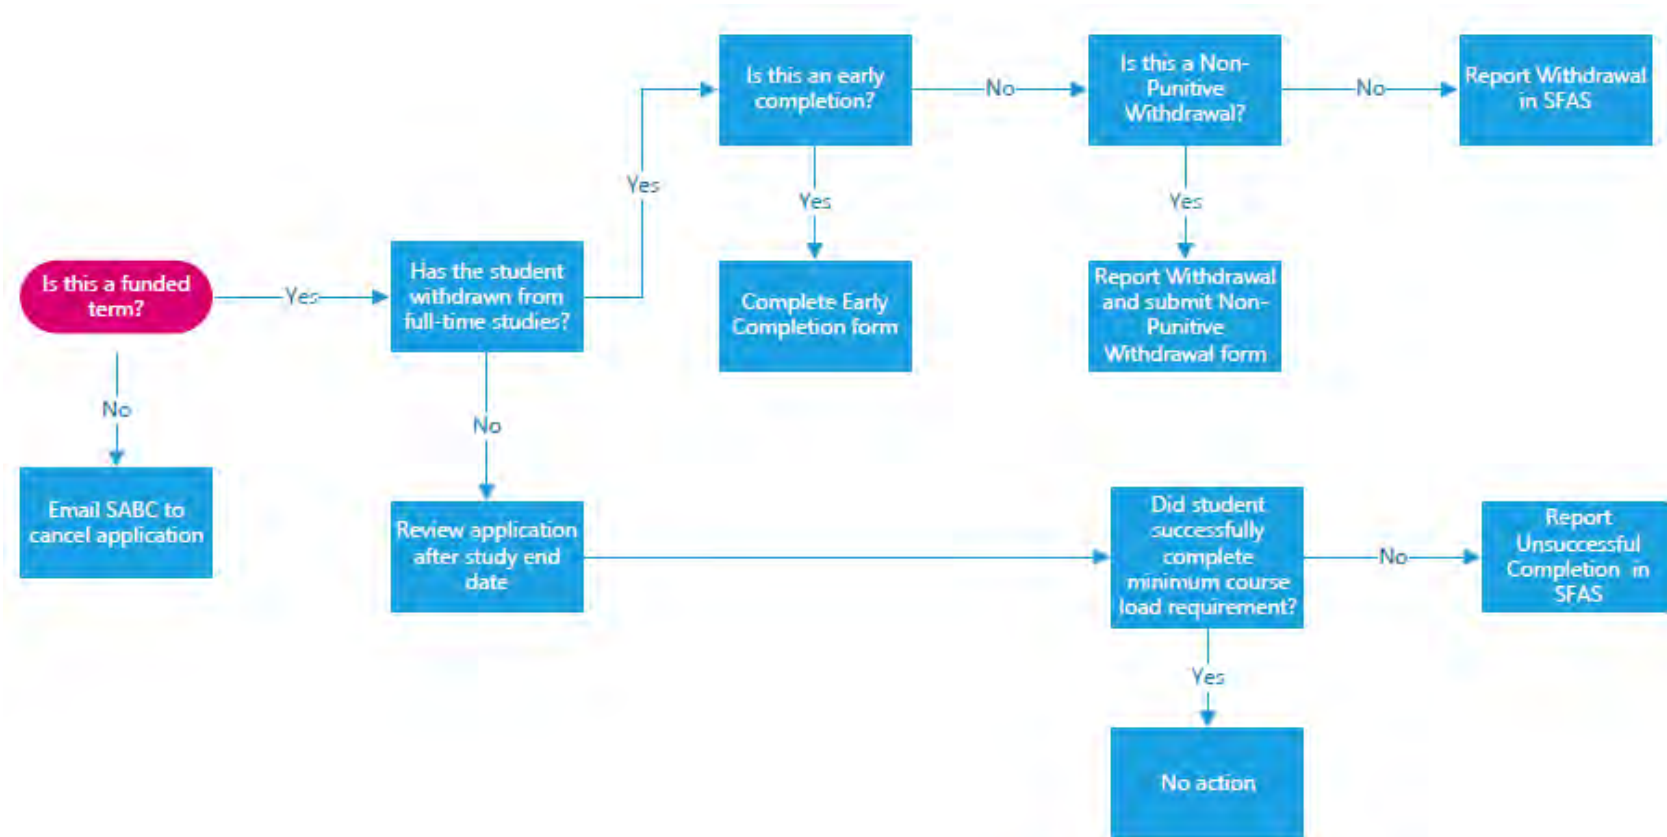 Is this a funded
term?
Yes
No
Email SABC to
cancel application
Has the student
withdrawn from
full-time studies?
Yes
No
Review application
after study end
date
Is this an early
completion?
No
Yes
Complete Early
Completion form
Is this a Non-
Punitive
Withdrawal?
No
Yes
Report Withdrawal
and submit Non-
Punitive
Withdrawal form
Report Withdrawal
in SFAS
Did student
successfully
complete
minimum course
load requirement?
No
Yes
No action
Report
Unsuccessful
Completion in
SFAS